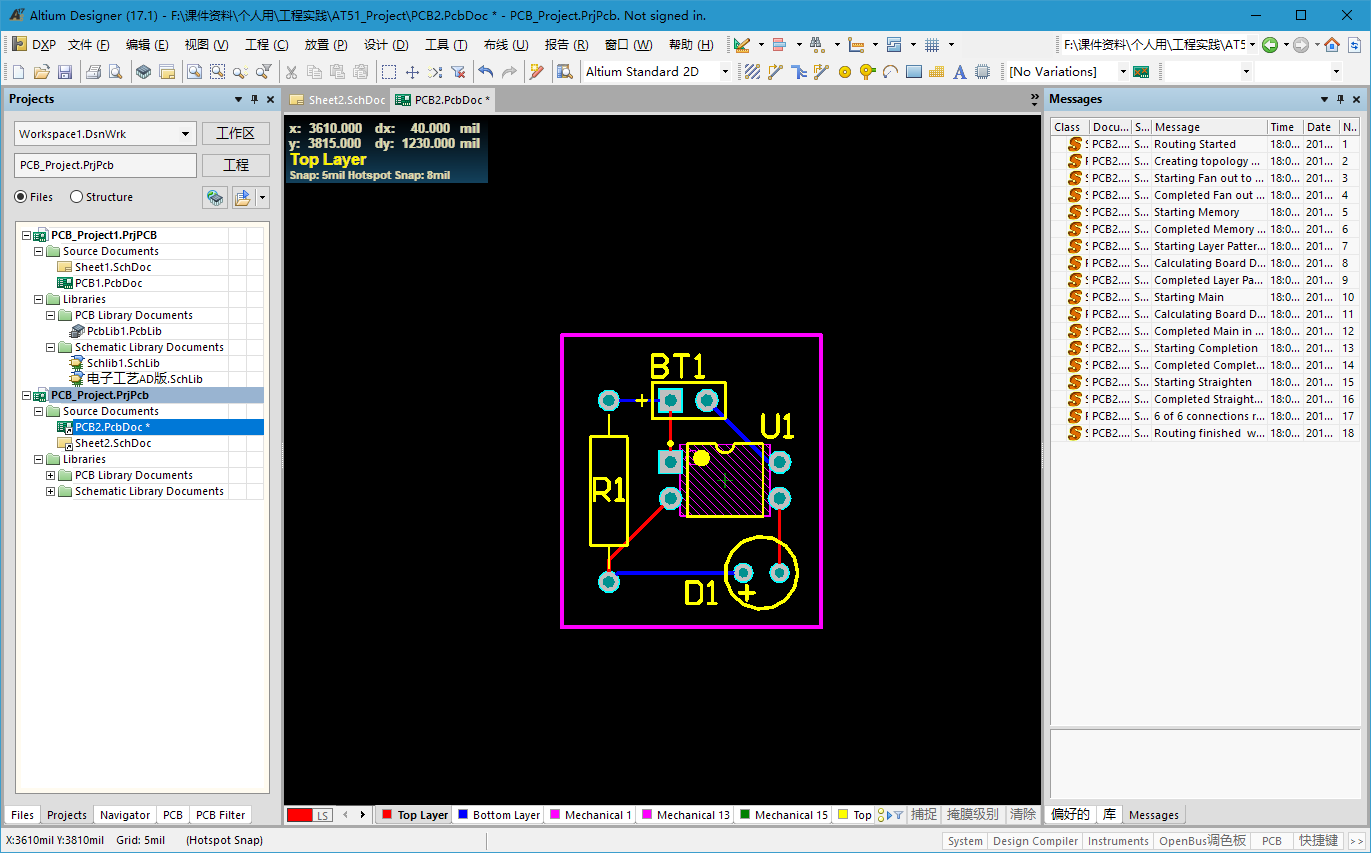 Altium Designer (17.1) - F:\课件资料\个人用\工程实践\AT51_Project\PCB2.PcbDoc * - PCB_Project.PrjPcb. Not signed in.
DXP 文件 (F) 编辑 (E) 视图 (V) 工程 (C) 放置 (P) 设计 (D) 工具 (T) 布线 (U) 报告 (R) 窗口 (W) 帮助 (H) F:\课件资料\个人用\工程实践\AT5
Altium Standard 2D [No Variations]
Projects
Workspace1.DsnWrk 工作区
PCB_Project.PrjPcb 工程
Files Structure
PCB_Project1.PrjPCB
Source Documents
Sheet1.SchDoc
PCB1.PcbDoc
Libraries
PCB Library Documents
PcbLib1.PcbLib
Schematic Library Documents
Schlib1.SchLib
电子工艺AD版.SchLib
PCB_Project.PrjPcb
Source Documents
PCB2.PcbDoc *
Sheet2.SchDoc
Libraries
PCB Library Documents
Schematic Library Documents
Files Projects Navigator PCB PCB Filter
Sheet2.SchDoc PCB2.PcbDoc *
x: 3610.000 dx: 40.000 mil
y: 3815.000 dy: 1230.000 mil
Top Layer
Snap: 5mil Hotspot Snap: 8mil
BT1
+
U1
R1
D1
+
LS Top Layer Bottom Layer Mechanical 1 Mechanical 13 Mechanical 15 Top 捕捉 掩膜级别 清除
Messages
Class Docu... S... Message Time Date N..
PCB2.... S... Routing Started 18:0... 201... 1
PCB2.... S... Creating topology ... 18:0... 201... 2
PCB2.... S... Starting Fan out to ... 18:0... 201... 3
PCB2.... S... Completed Fan out ... 18:0... 201... 4
PCB2.... S... Starting Memory 18:0... 201... 5
PCB2.... S... Completed Memory ... 18:0... 201... 6
PCB2.... S... Starting Layer Patter... 18:0... 201... 7
PCB2.... S... Calculating Board D... 18:0... 201... 8
PCB2.... S... Completed Layer Pa... 18:0... 201... 9
PCB2.... S... Starting Main 18:0... 201... 10
PCB2.... S... Calculating Board D... 18:0... 201... 11
PCB2.... S... Completed Main in ... 18:0... 201... 12
PCB2.... S... Starting Completion 18:0... 201... 13
PCB2.... S... Completed Complet... 18:0... 201... 14
PCB2.... S... Starting Straighten 18:0... 201... 15
PCB2.... S... Completed Straight... 18:0... 201... 16
PCB2.... S... 6 of 6 connections r... 18:0... 201... 17
PCB2.... S... Routing finished w... 18:0... 201... 18
偏好的 库 Messages
X:3610mil Y:3810mil Grid: 5mil (Hotspot Snap) System Design Compiler Instruments OpenBus调色板 PCB 快捷键 >>